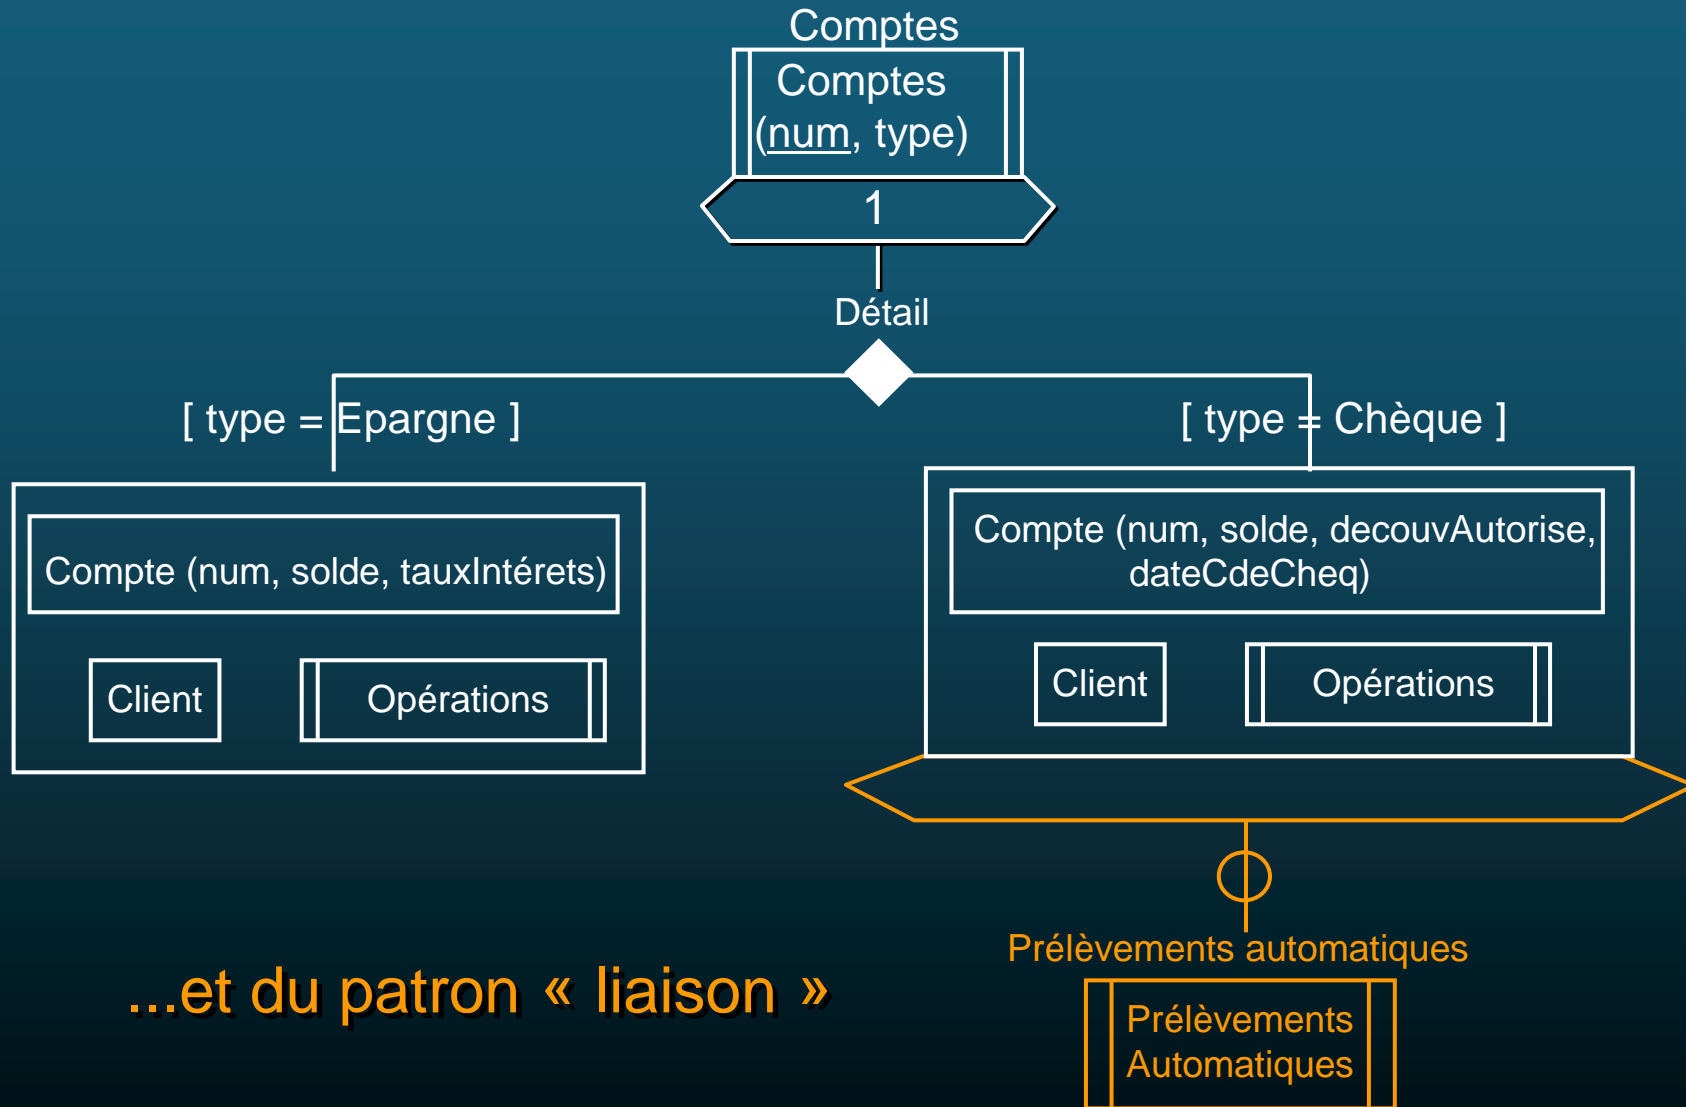 Comptes
Comptes
(num, type)
1
Détail
[ type = Epargne ]
[ type = Chèque ]
Compte (num, solde, tauxIntérets)
Client
Opérations
Compte (num, solde, decouvAutorise,
dateCdeCheq)
Client
Opérations
Prélèvements automatiques
Prélèvements
Automatiques
...et du patron « liaison »